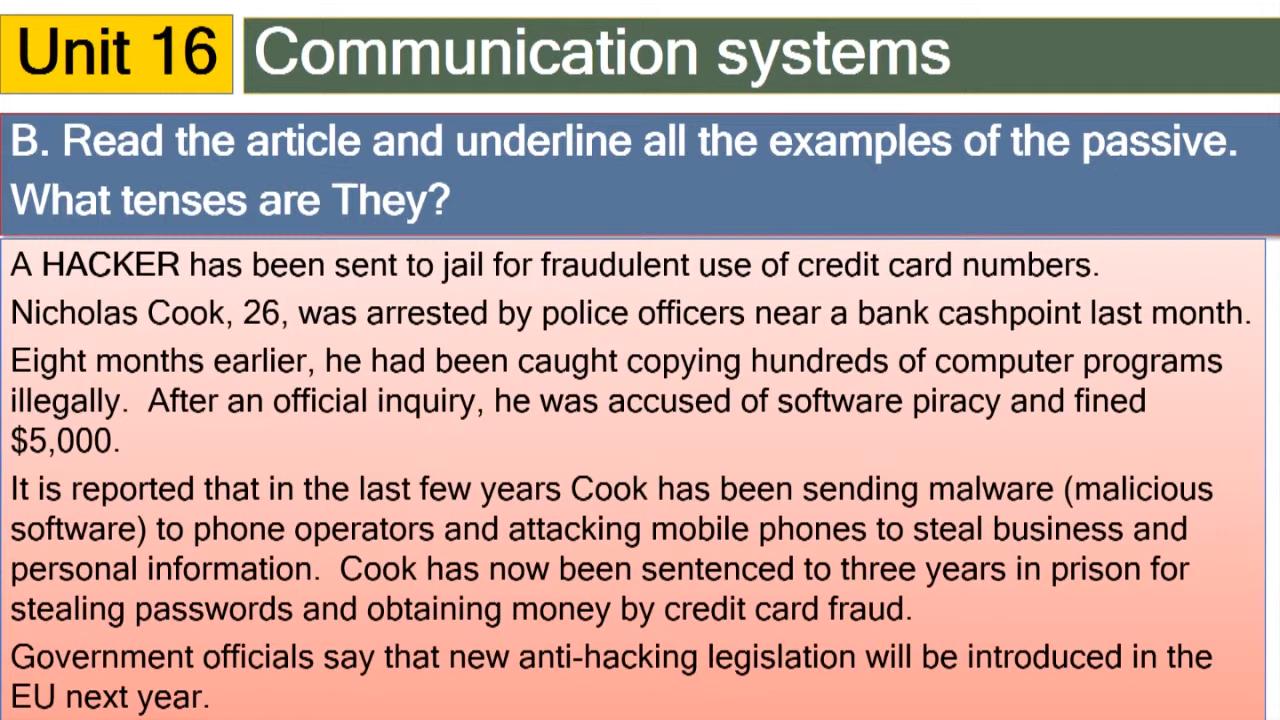 Unit 16
Communication systems
B. Read the article and underline all the examples of the passive.
What tenses are They?
A HACKER has been sent to jail for fraudulent use of credit card numbers.
Nicholas Cook, 26, was arrested by police officers near a bank cashpoint last month.
Eight months earlier, he had been caught copying hundreds of computer programs
illegally.  After an official inquiry, he was accused of software piracy and fined
$5,000.
It is reported that in the last few years Cook has been sending malware (malicious
software) to phone operators and attacking mobile phones to steal business and
personal information.  Cook has now been sentenced to three years in prison for
stealing passwords and obtaining money by credit card fraud.
Government officials say that new anti-hacking legislation will be introduced in the
EU next year.